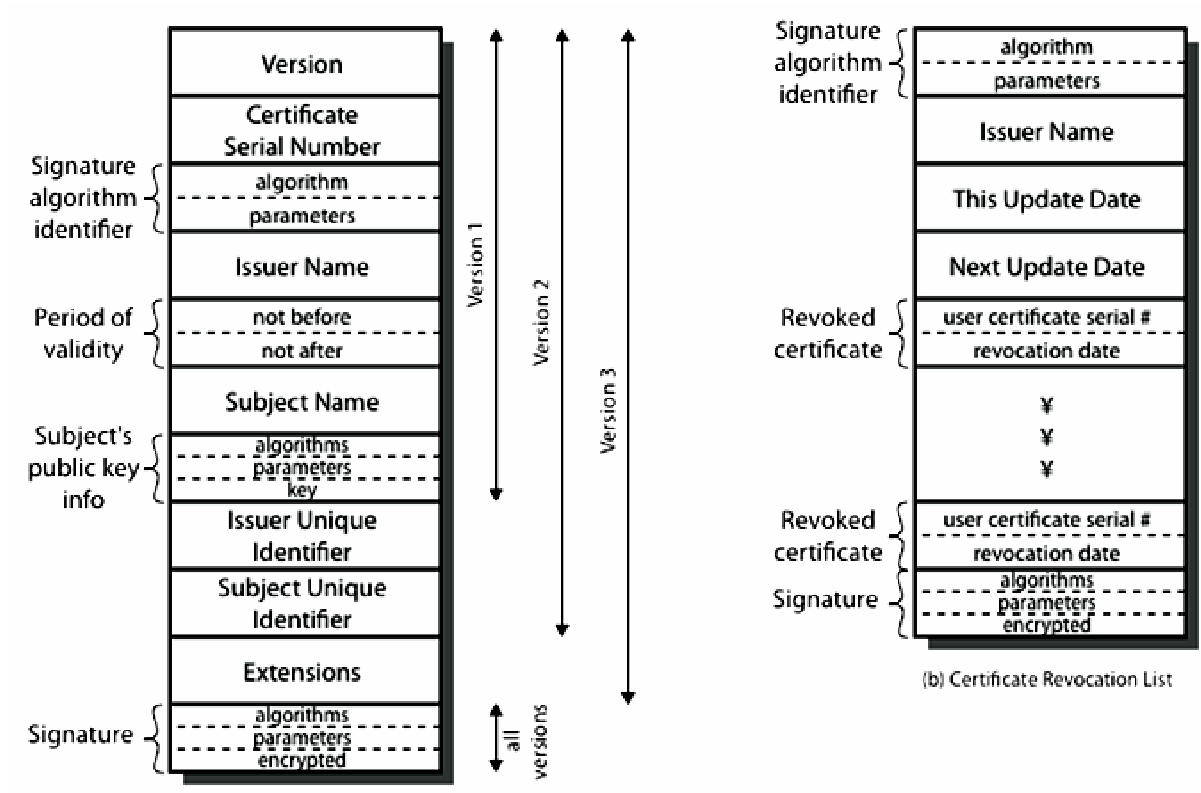 Version
Certificate
Serial Number
Signature
algorithm
identifier
algorithm
parameters
Issuer Name
Period of
validity
not before
not after
Subject Name
Subject's
public key
info
algorithms
parameters
key
Issuer Unique
Identifier
Subject Unique
Identifier
Extensions
Signature
algorithms
parameters
encrypted
Version 1
Version 2
Version 3
all
versions
Signature
algorithm
identifier
algorithm
parameters
Issuer Name
This Update Date
Next Update Date
Revoked
certificate
user certificate serial #
revocation date
¥
¥
¥
Revoked
certificate
user certificate serial #
revocation date
Signature
algorithms
parameters
encrypted
(b) Certificate Revocation List